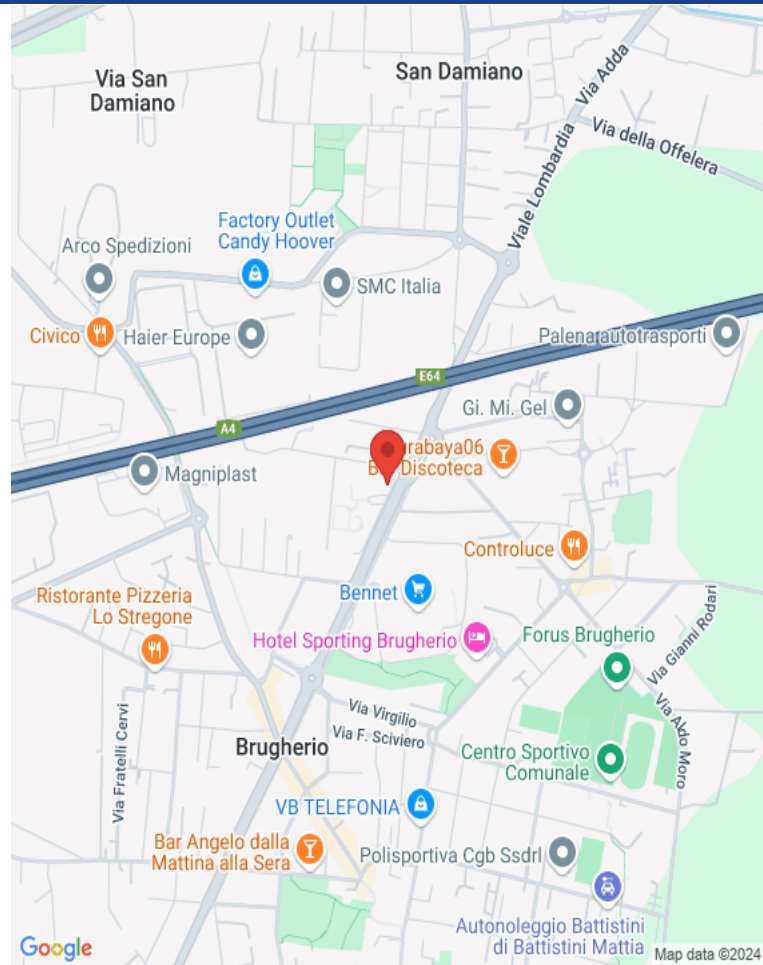 Via San
Damiano
San Damiano
Via Adda
Via della Offelera
Viale Lombardia
Factory Outlet
Candy Hoover
Arco Spedizioni
SMC Italia
Civico
Haier Europe
Palena autotrasporti
E64
A4
Gi. Mi. Gel
Magniplast
Discoteca
Controluce
Bennet
Ristorante Pizzeria
Lo Stregone
Hotel Sporting Brugherio
Forus Brugherio
Via Gianni Rodari
Via Aldo Moro
Via Virgilio
Via F. Sciviero
Via Fratelli Cervi
Brugherio
Centro Sportivo
Comunale
VB TELEFONIA
Bar Angelo dalla
Mattina alla Sera
Polisportiva Cgb Ssdrl
Autonoleggio Battistini
di Battistini Mattia
Google
Map data ©2024